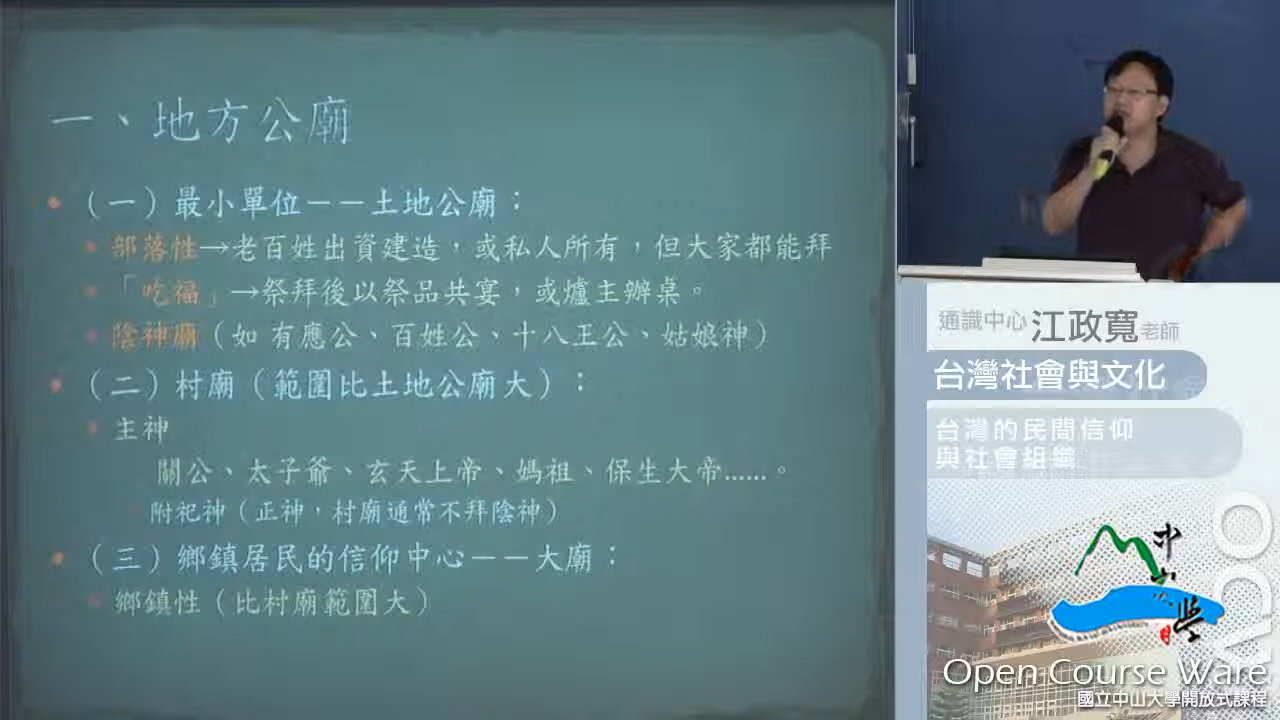 一、地方公廟
（一）最小單位－－土地公廟：
部落性→老百姓出資建造，或私人所有，但大家都能拜
「吃福」→祭拜後以祭品共宴，或爐主辦桌。
陰神廟（如 有應公、百姓公、十八王公、姑娘神）
（二）村廟（範圍比土地公廟大）：
主神
關公、太子爺、玄天上帝、媽祖、保生大帝……。
附祀神（正神，村廟通常不拜陰神）
（三）鄉鎮居民的信仰中心－－大廟：
鄉鎮性（比村廟範圍大）
通識中心 江政寬 老師
台灣社會與文化
台灣的民間信仰
與社會組織
中山大學
OCW
Open Course Ware
國立中山大學開放式課程